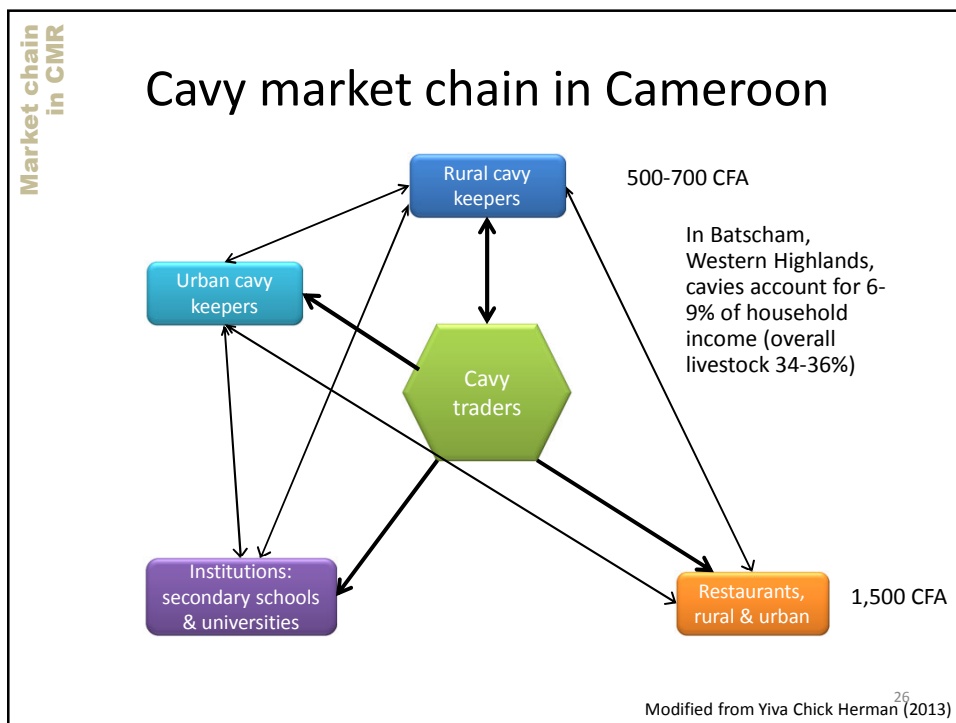 Market chain
in CMR
Cavy market chain in Cameroon
Rural cavy
keepers
500-700 CFA
In Batscham,
Western Highlands,
cavies account for 6-
9% of household
income (overall
livestock 34-36%)
Urban cavy
keepers
Cavy
traders
Institutions:
secondary schools
& universities
Restaurants,
rural & urban
1,500 CFA
26
Modified from Yiva Chick Herman (2013)